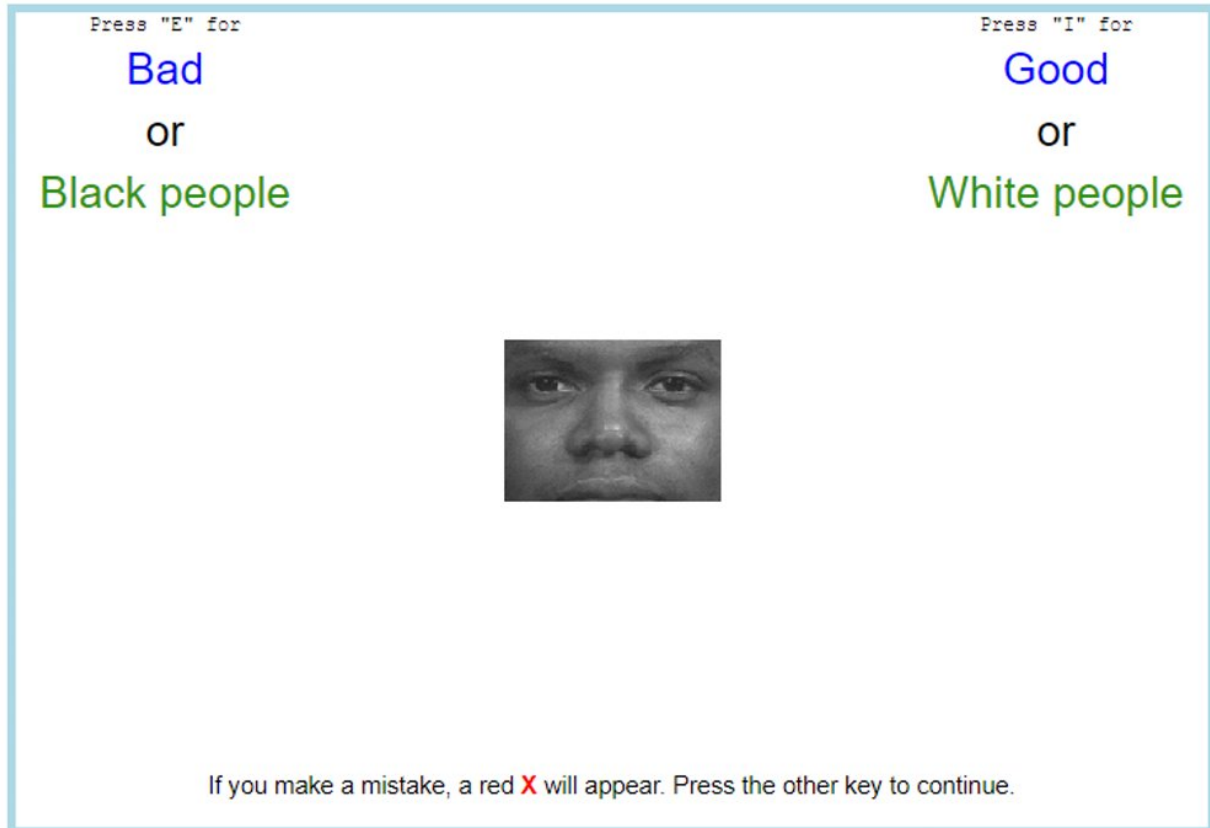 Press "E" for
Bad
or
Black people
Press "I" for
Good
or
White people
If you make a mistake, a red X will appear. Press the other key to continue.